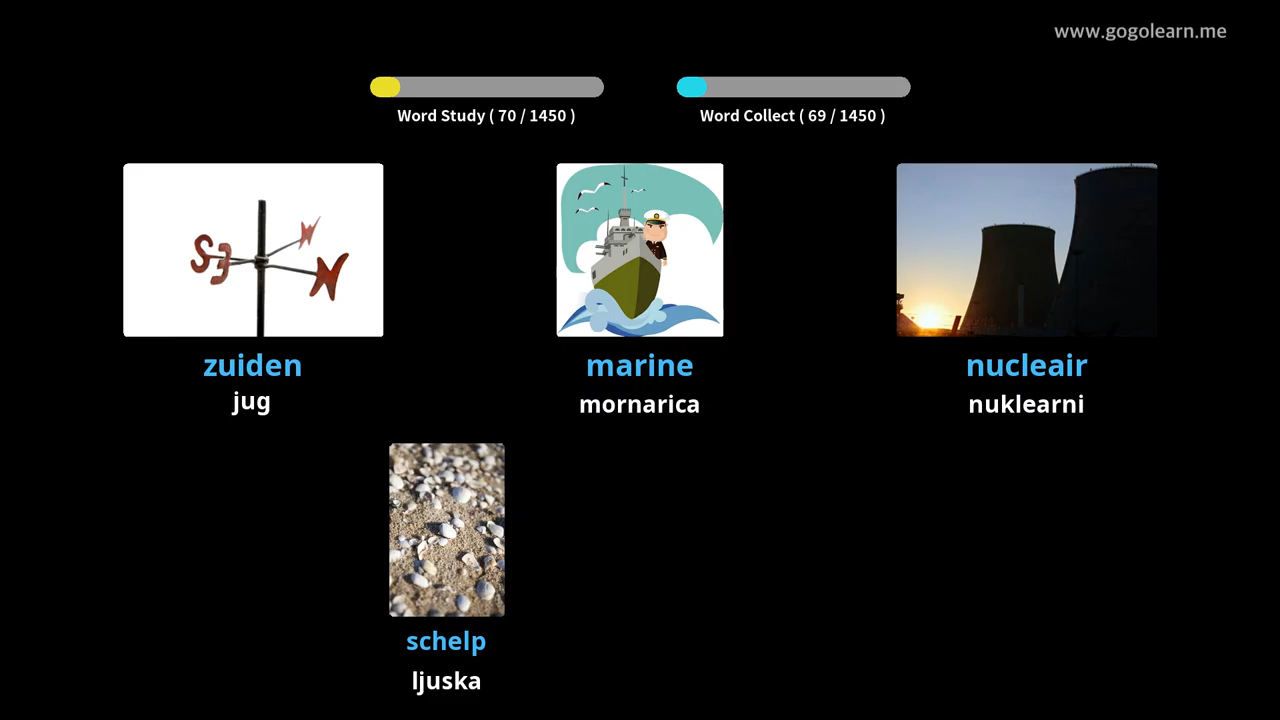 www.gogolearn.me
Word Study ( 70 / 1450 )
Word Collect ( 69 / 1450 )
zuiden
jug
marine
mornarica
nucleair
nuklearni
schelp
ljuska